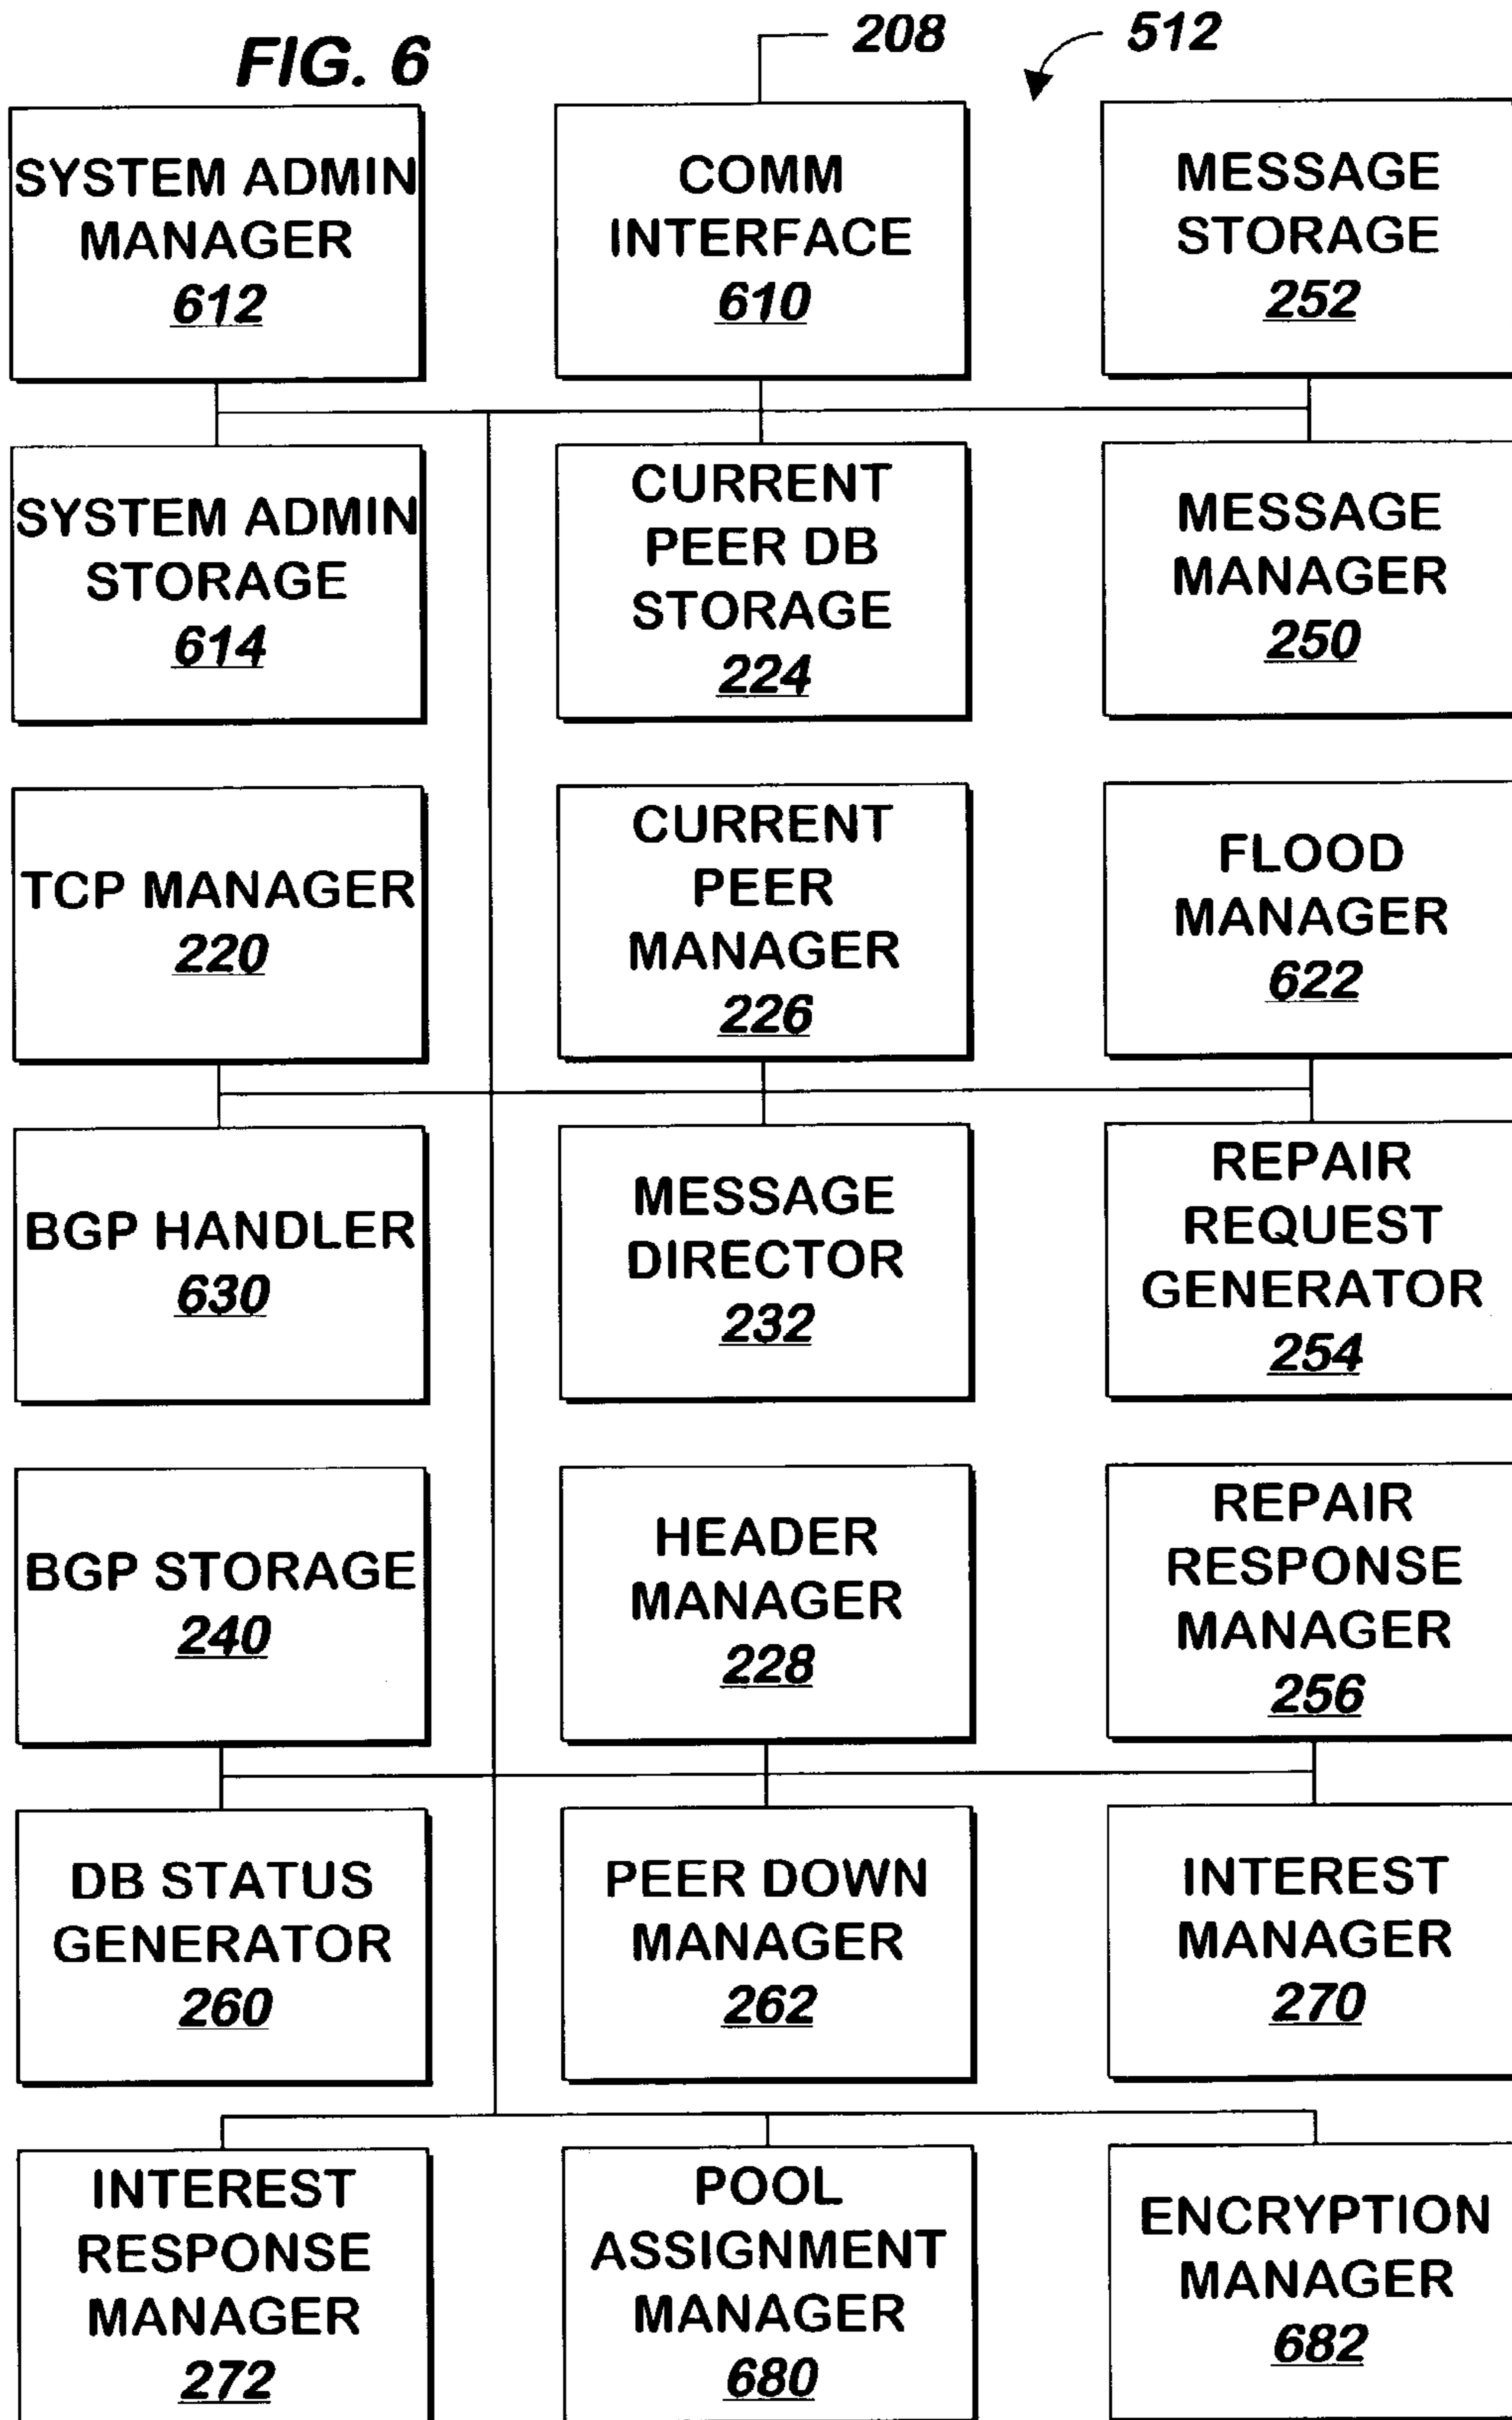 FIG. 6
208
512
SYSTEM ADMIN
MANAGER
612
COMM
INTERFACE
610
MESSAGE
STORAGE
252
SYSTEM ADMIN
STORAGE
614
CURRENT
PEER DB
STORAGE
224
MESSAGE
MANAGER
250
TCP MANAGER
220
CURRENT
PEER
MANAGER
226
FLOOD
MANAGER
622
BGP HANDLER
630
MESSAGE
DIRECTOR
232
REPAIR
REQUEST
GENERATOR
254
BGP STORAGE
240
HEADER
MANAGER
228
REPAIR
RESPONSE
MANAGER
256
DB STATUS
GENERATOR
260
PEER DOWN
MANAGER
262
INTEREST
MANAGER
270
INTEREST
RESPONSE
MANAGER
272
POOL
ASSIGNMENT
MANAGER
680
ENCRYPTION
MANAGER
682